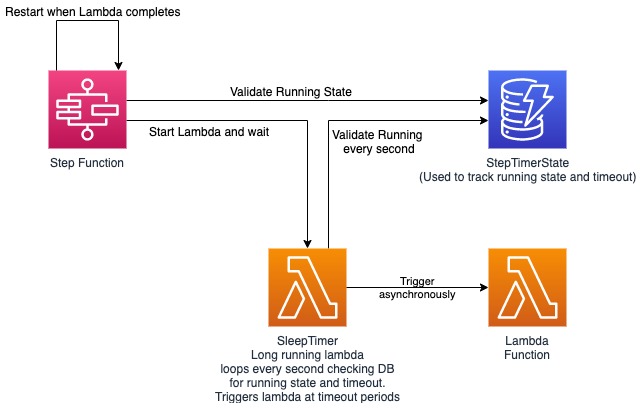 Restart when Lambda completes
Validate Running State
Start Lambda and wait
Validate Running
every second
Step Function
StepTimerState
(Used to track running state and timeout)
Trigger
asynchronously
SleepTimer
Long running lambda
loops every second checking DB
for running state and timeout.
Triggers lambda at timeout periods
Lambda
Function